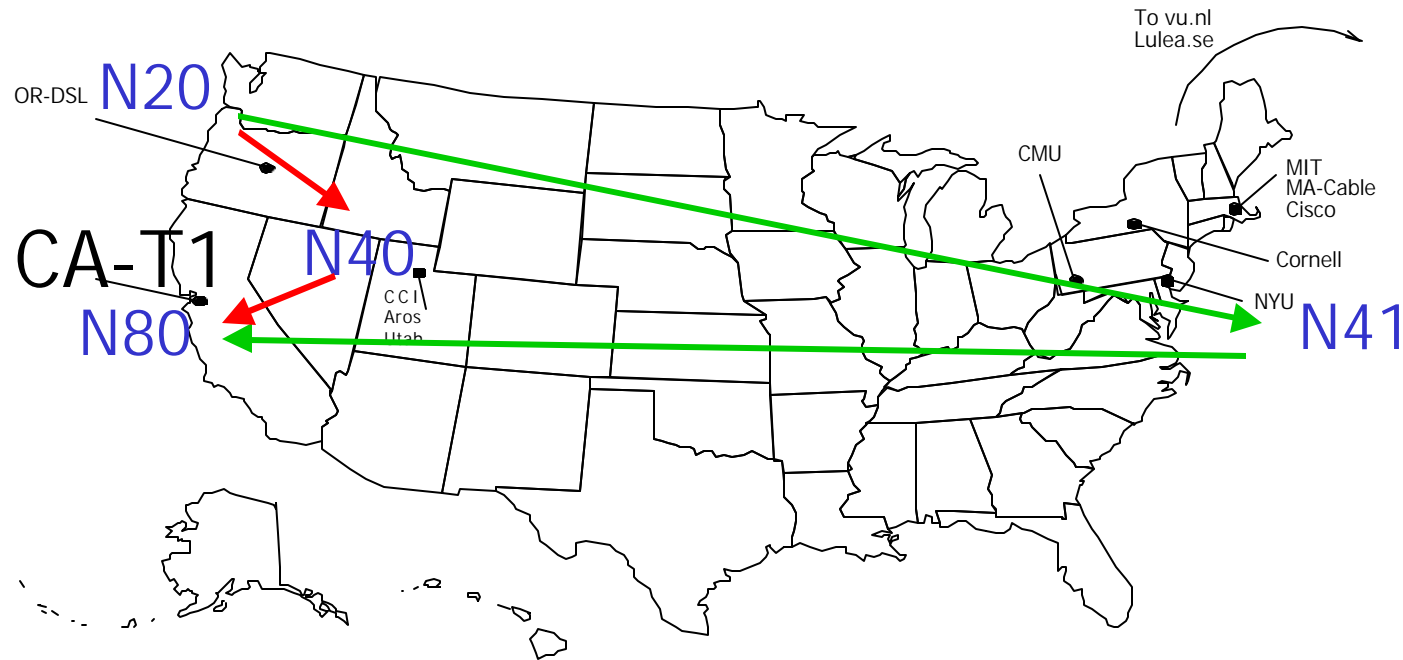 To vu.nl
Lulea.se
OR-DSL
N20
CMU
MIT
MA-Cable
Cisco
CA-T1
N40
Cornell
CCI
Aros
Utah
NYU
N41
N80